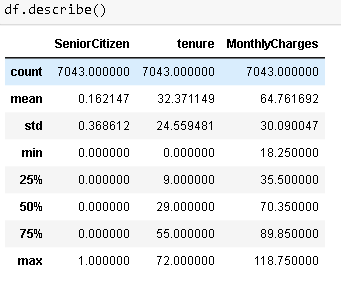 df.describe()
SeniorCitizen tenure MonthlyCharges
count 7043.000000 7043.000000 7043.000000
mean 0.162147 32.371149 64.761692
std 0.368612 24.559481 30.090047
min 0.000000 0.000000 18.250000
25% 0.000000 9.000000 35.500000
50% 0.000000 29.000000 70.350000
75% 0.000000 55.000000 89.850000
max 1.000000 72.000000 118.750000